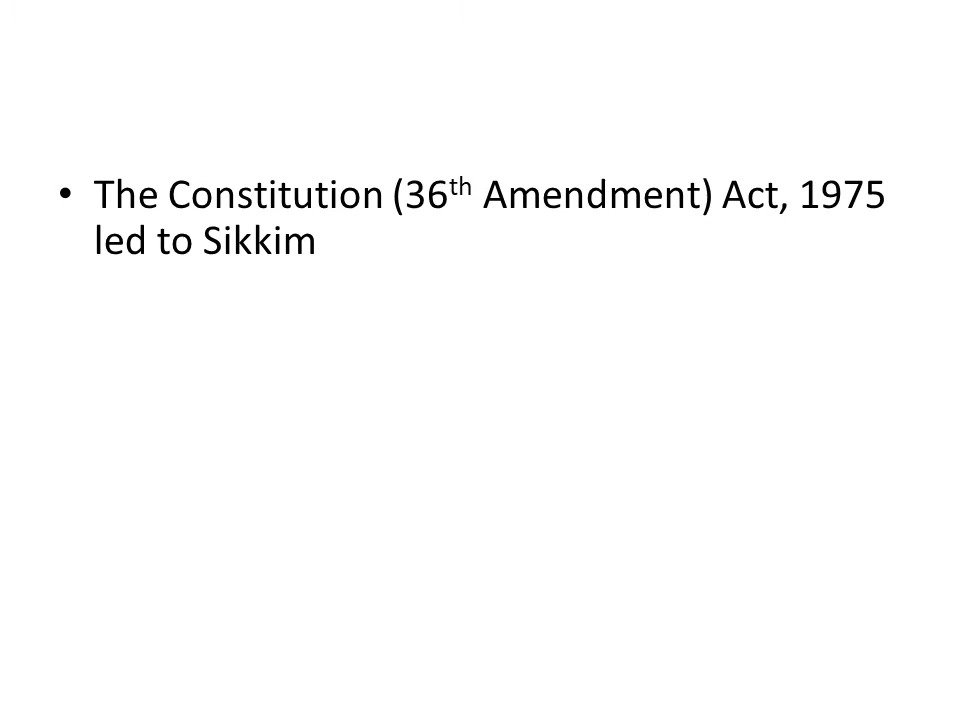 • The Constitution (36th Amendment) Act, 1975
led to Sikkim